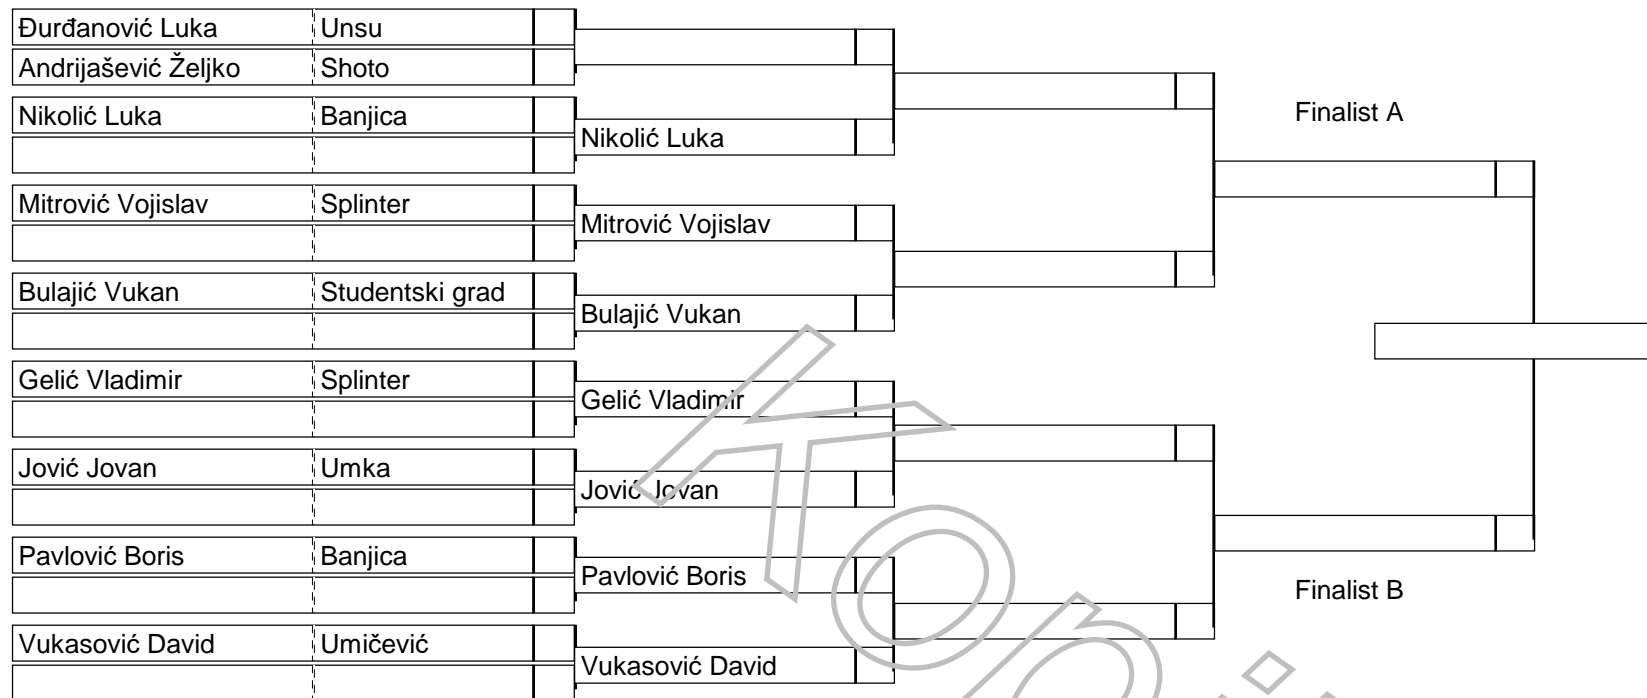 Đurđanović Luka Unsu
Andrijašević Željko Shoto
Nikolić Luka Banjica
Mitrović Vojislav Splinter
Bulajić Vukan Studentski grad
Gelić Vladimir Splinter
Jović Jovan Umka
Pavlović Boris Banjica
Vukasović David Umičević
Nikolić Luka
Mitrović Vojislav
Bulajić Vukan
Gelić Vladimir
Jović Jovan
Pavlović Boris
Vukasović David
Finalist A
Finalist B